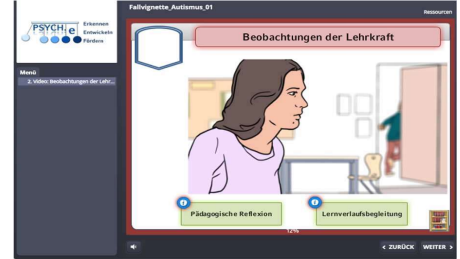 Fallvignette_Autismus_01
Ressourcen
PSYCH e
Erkennen
Entwickeln
Fördern
Menü
2. Video: Beobachtungen der Lehr...
Beobachtungen der Lehrkraft
Pädagogische Reflexion
Lernverlaufsbegleitung
12%
< ZURÜCK
WEITER >